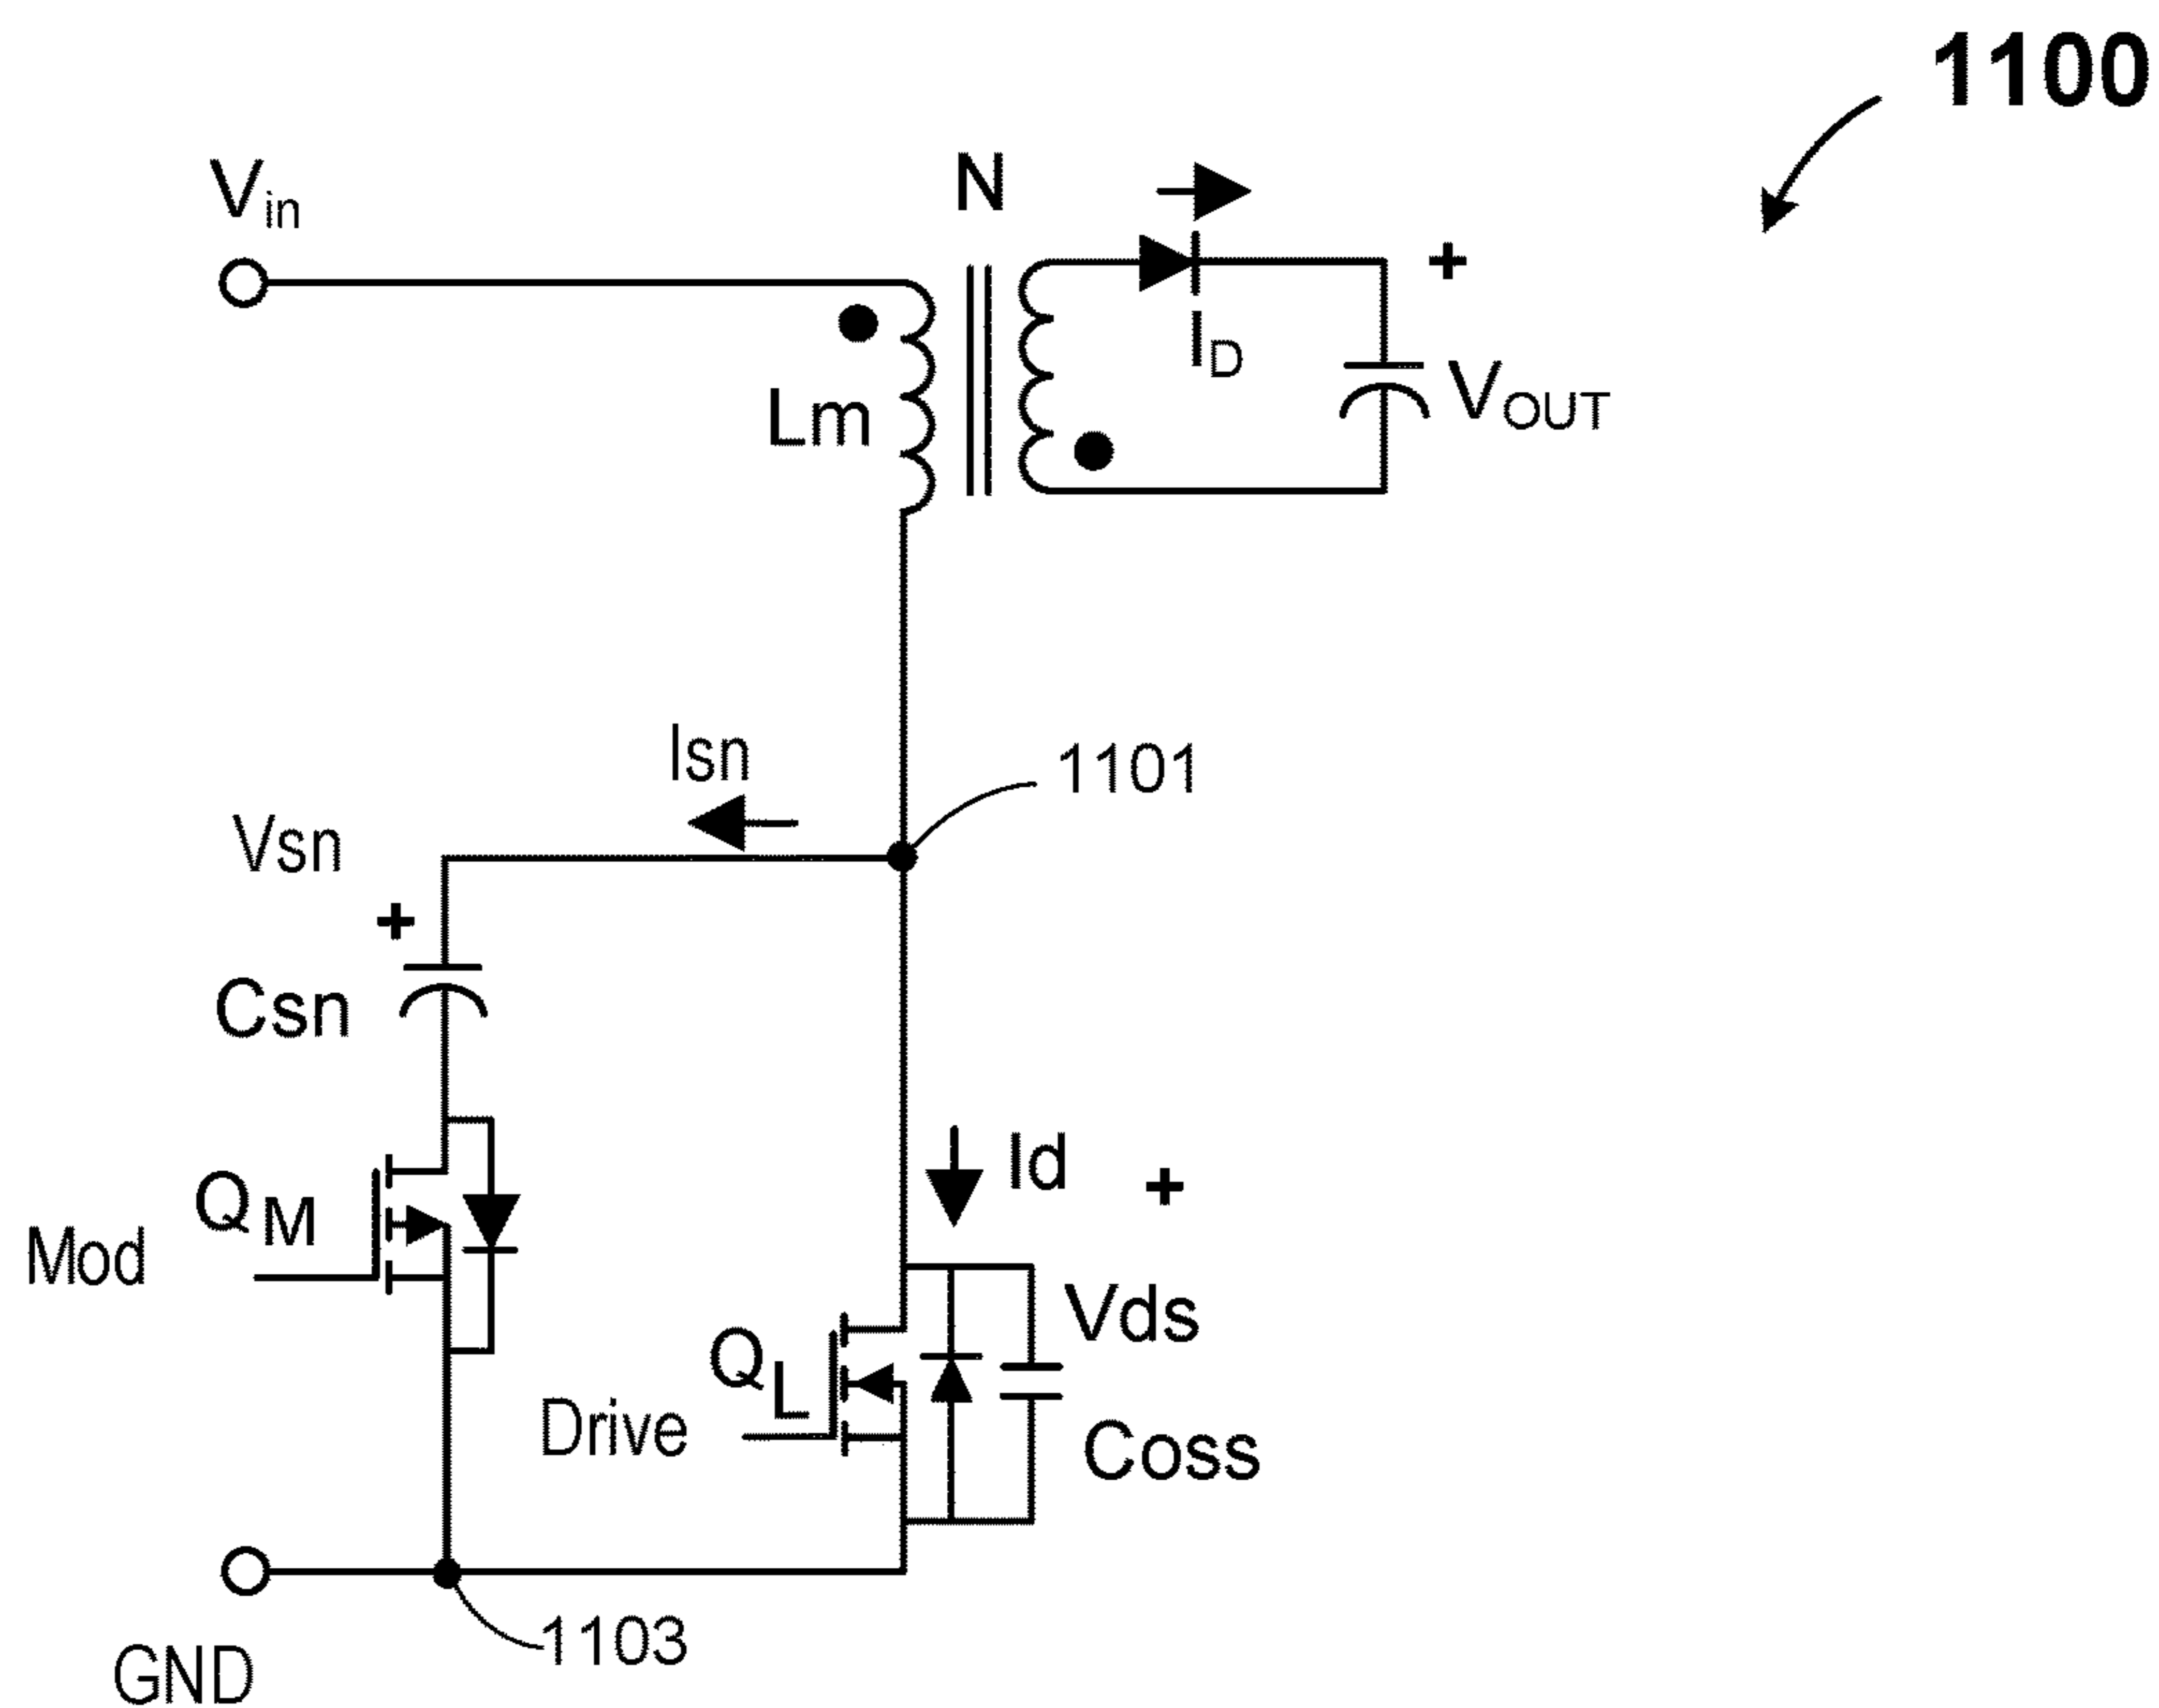 1100
Vin
N
+
ID
VOUT
Lm
Isn
1101
Vsn
+
Csn
Id
+
QM
Mod
Vds
QL
Drive
Coss
1103
GND